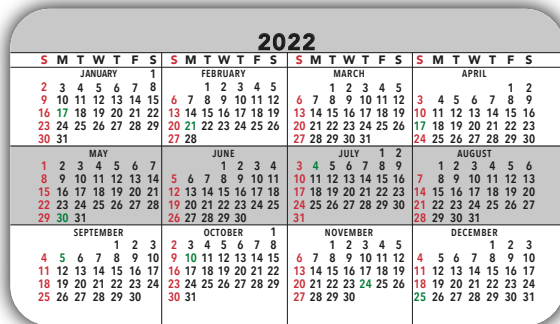 2022
S M T W T F S S M T W T F S S M T W T F S S M T W T F S
JANUARY 1
2 3 4 5 6 7 8
9 10 11 12 13 14 15
16 17 18 19 20 21 22
23 24 25 26 27 28 29
30 31
FEBRUARY
1 2 3 4 5
6 7 8 9 10 11 12
13 14 15 16 17 18 19
20 21 22 23 24 25 26
27 28
MARCH
1 2 3 4 5
6 7 8 9 10 11 12
13 14 15 16 17 18 19
20 21 22 23 24 25 26
27 28 29 30 31
APRIL
1 2
3 4 5 6 7 8 9
10 11 12 13 14 15 16
17 18 19 20 21 22 23
24 25 26 27 28 29 30
MAY
1 2 3 4 5 6 7
8 9 10 11 12 13 14
15 16 17 18 19 20 21
22 23 24 25 26 27 28
29 30 31
JUNE
1 2 3 4
5 6 7 8 9 10 11
12 13 14 15 16 17 18
19 20 21 22 23 24 25
26 27 28 29 30
JULY 1 2
3 4 5 6 7 8 9
10 11 12 13 14 15 16
17 18 19 20 21 22 23
24 25 26 27 28 29 30
31
AUGUST
1 2 3 4 5 6
7 8 9 10 11 12 13
14 15 16 17 18 19 20
21 22 23 24 25 26 27
28 29 30 31
SEPTEMBER
1 2 3
4 5 6 7 8 9 10
11 12 13 14 15 16 17
18 19 20 21 22 23 24
25 26 27 28 29 30
OCTOBER 1
2 3 4 5 6 7 8
9 10 11 12 13 14 15
16 17 18 19 20 21 22
23 24 25 26 27 28 29
30 31
NOVEMBER
1 2 3 4 5
6 7 8 9 10 11 12
13 14 15 16 17 18 19
20 21 22 23 24 25 26
27 28 29 30
DECEMBER
1 2 3
4 5 6 7 8 9 10
11 12 13 14 15 16 17
18 19 20 21 22 23 24
25 26 27 28 29 30 31